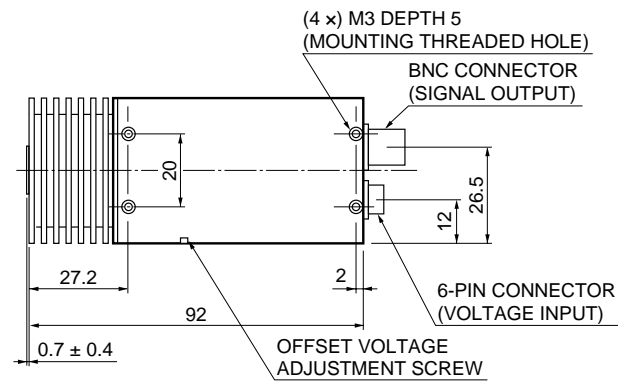 (4 ×) M3 DEPTH 5
(MOUNTING THREADED HOLE)
BNC CONNECTOR
(SIGNAL OUTPUT)
20
26.5
12
27.2
2
6-PIN CONNECTOR
(VOLTAGE INPUT)
92
0.7 ± 0.4
OFFSET VOLTAGE
ADJUSTMENT SCREW